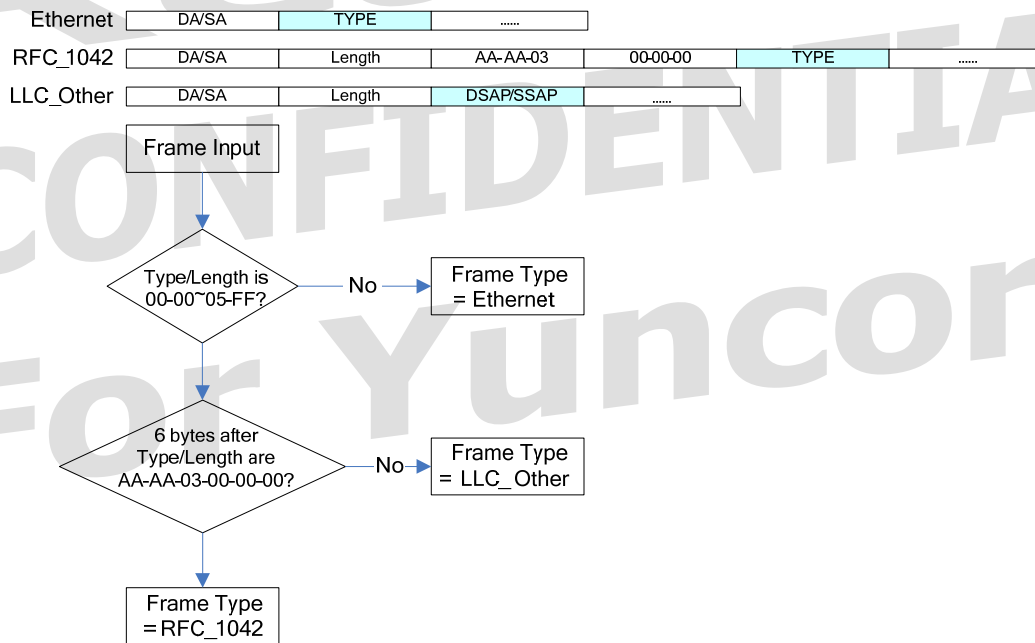 Ethernet DA/SA TYPE ......
RFC_1042 DA/SA Length AA-AA-03 00-00-00 TYPE ......
LLC_Other DA/SA Length DSAP/SSAP ......
Frame Input
Type/Length is
00-00~05-FF?
No
Frame Type
= Ethernet
6 bytes after
Type/Length are
AA-AA-03-00-00-00?
No
Frame Type
= LLC_Other
Frame Type
=RFC_1042
CONFIDENTIA
For Yuncor